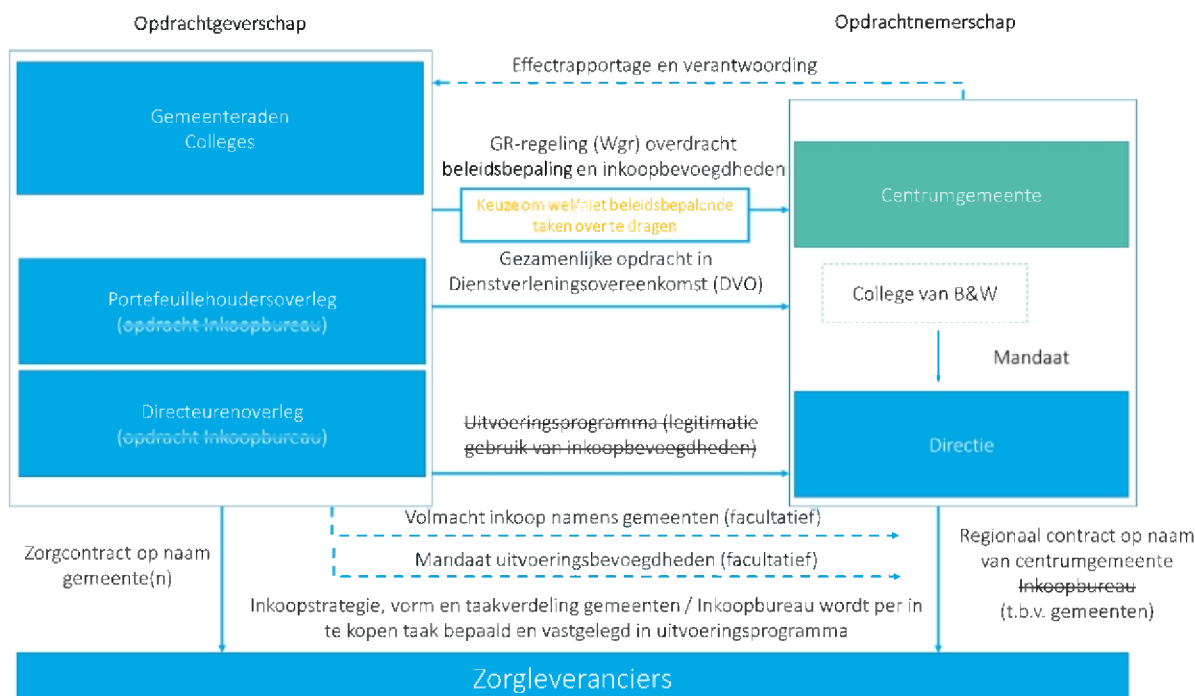 Opdrachtgeverschap
Opdrachtnemerschap
Effectrapportage en verantwoording
Gemeenteraden
Colleges
GR-regeling (Wgr) overdracht
beleidsbepaling en inkoopbevoegdheden
Keuze om wel/niet beleidsbepalende
taken over te dragen
Centrumgemeente
Gezamenlijke opdracht in
Dienstverleningsovereenkomst (DVO)
Portefeuillehoudersoverleg
(opdracht Inkoopbureau)
College van B&W
Mandaat
Directeurenoverleg
(opdracht Inkoopbureau)
Uitvoeringsprogramma (legitimatie
gebruik van inkoopbevoegdheden)
Directie
Volmacht inkoop namens gemeenten (facultatief)
Mandaat uitvoeringsbevoegdheden (facultatief)
Zorgcontract op naam
gemeente(n)
Regionaal contract op naam
van centrumgemeente
Inkoopbureau
(t.b.v. gemeenten)
Inkoopstrategie, vorm en taakverdeling gemeenten / Inkoopbureau wordt per in
te kopen taak bepaald en vastgelegd in uitvoeringsprogramma
Zorgleveranciers